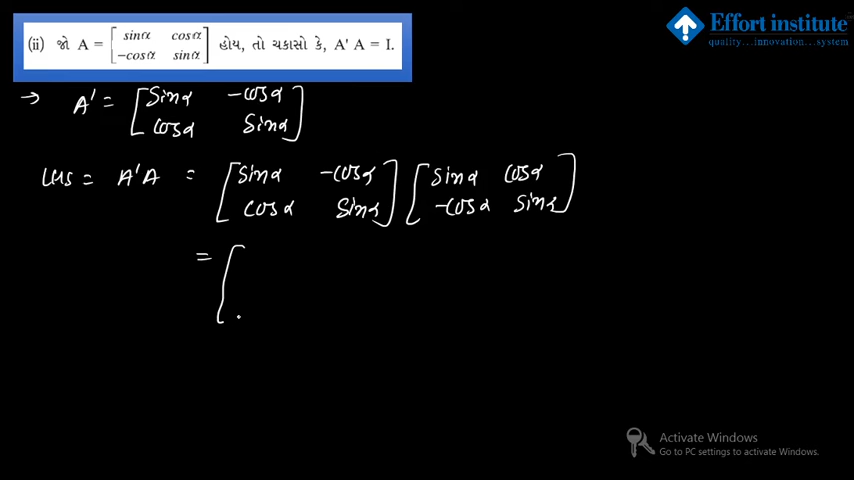 Effort institute
quality...innovation...system
(ii) જો A = [ sinα cosα
-cosα sinα ] હોય, તો ચકાસો કે, A' A = I.
→ A' = [ Sinα -cosα
cosα Sinα ]
LHS = A'A = [ Sinα -cosα ] [ Sinα cosα
cosα Sinα ] [ -cosα Sinα ]
= [
Activate Windows
Go to PC settings to activate Windows.